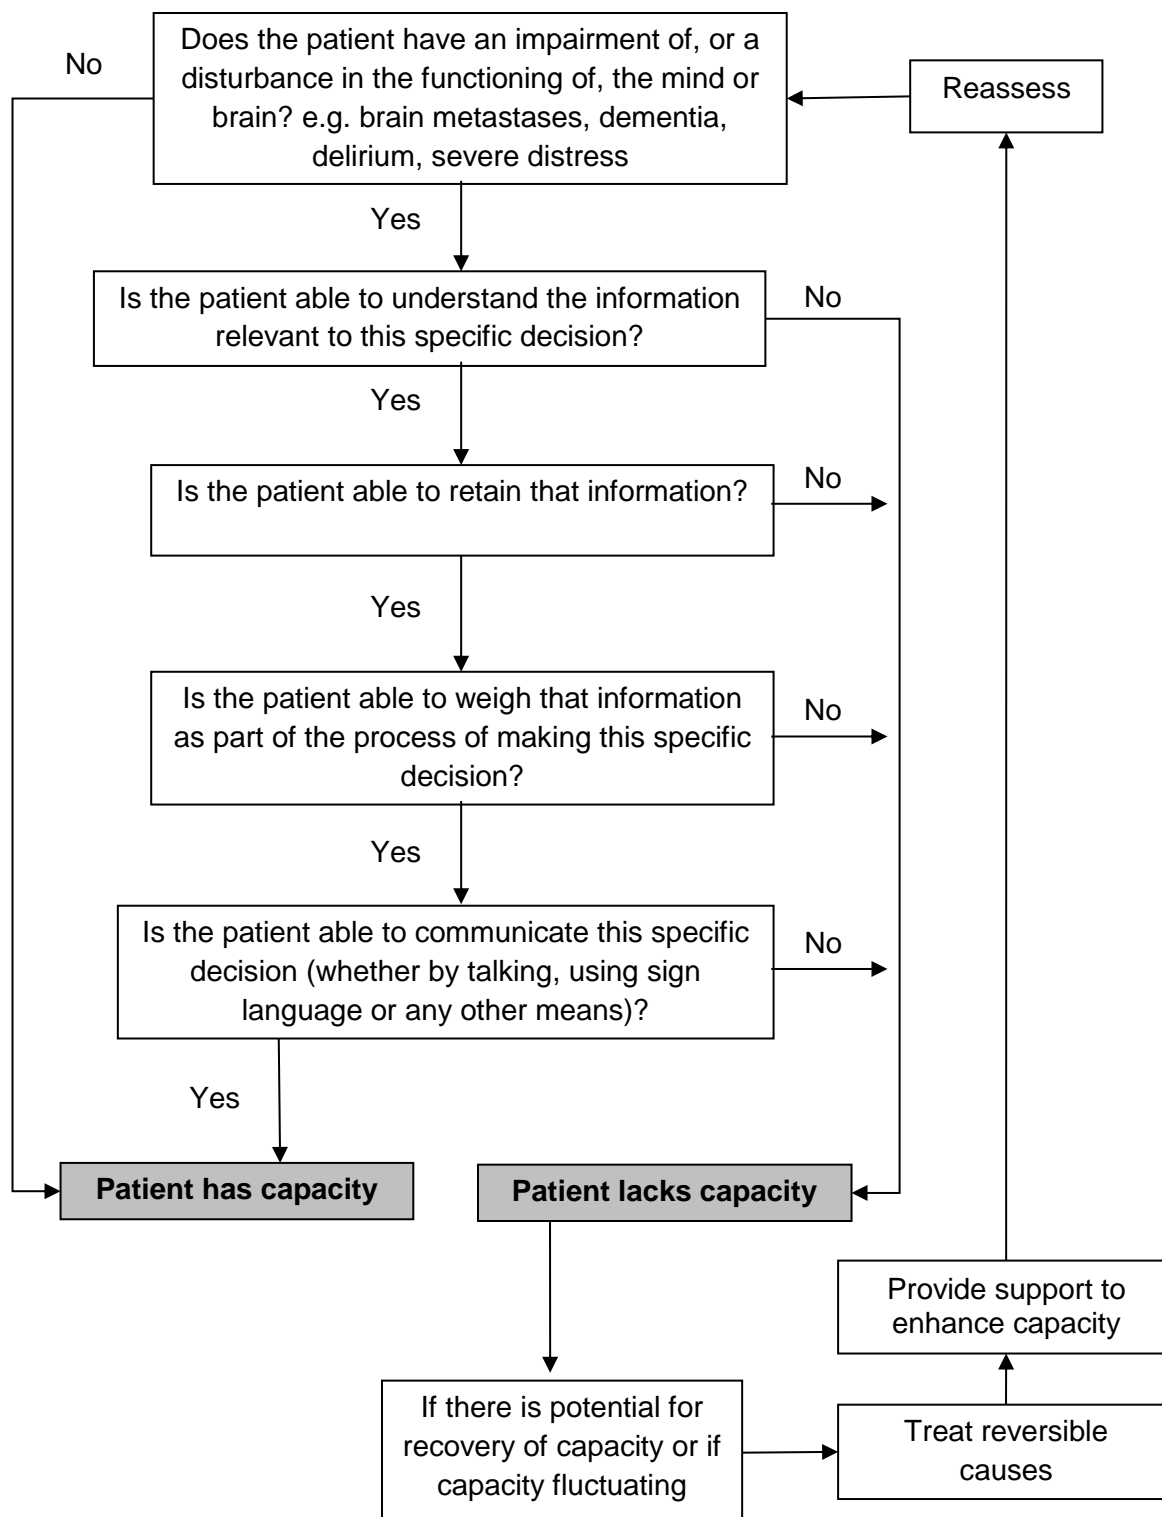 No
Does the patient have an impairment of, or a
disturbance in the functioning of, the mind or
brain? e.g. brain metastases, dementia,
delirium, severe distress
Reassess
Yes
Is the patient able to understand the information
relevant to this specific decision?
No
Yes
Is the patient able to retain that information?
No
Yes
Is the patient able to weigh that information
as part of the process of making this specific
decision?
No
Yes
Is the patient able to communicate this specific
decision (whether by talking, using sign
language or any other means)?
No
Yes
Patient has capacity
Patient lacks capacity
Provide support to
enhance capacity
If there is potential for
recovery of capacity or if
capacity fluctuating
Treat reversible
causes